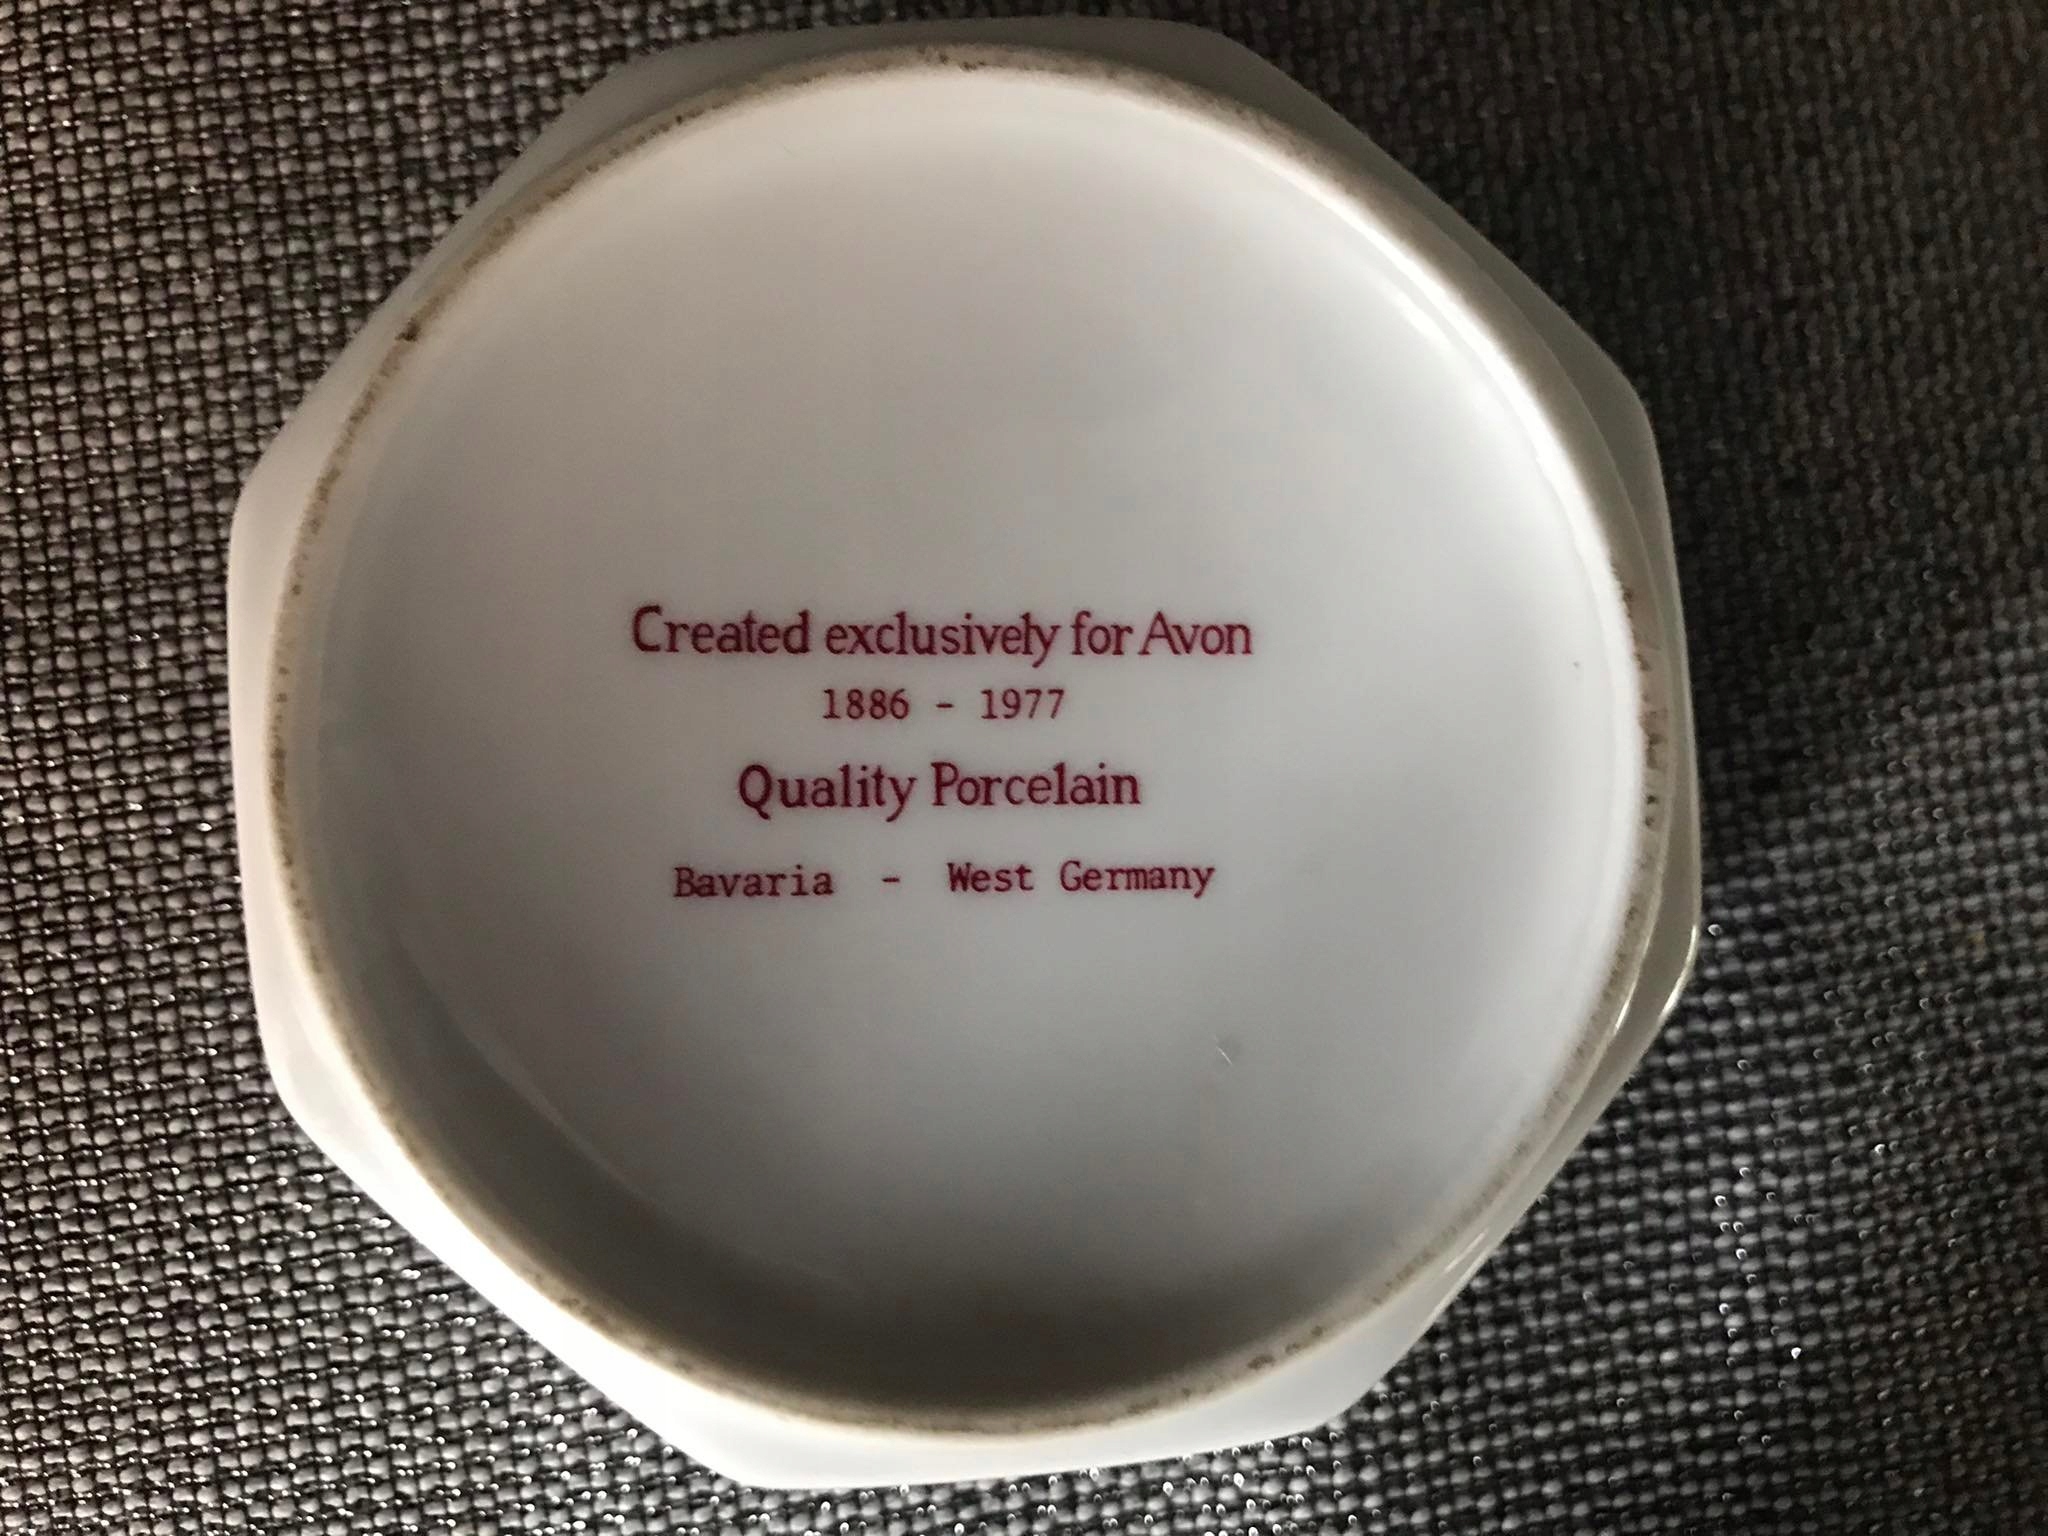 Created exclusively for Avon
1886 - 1977
Quality Porcelain
Bavaria - West Germany